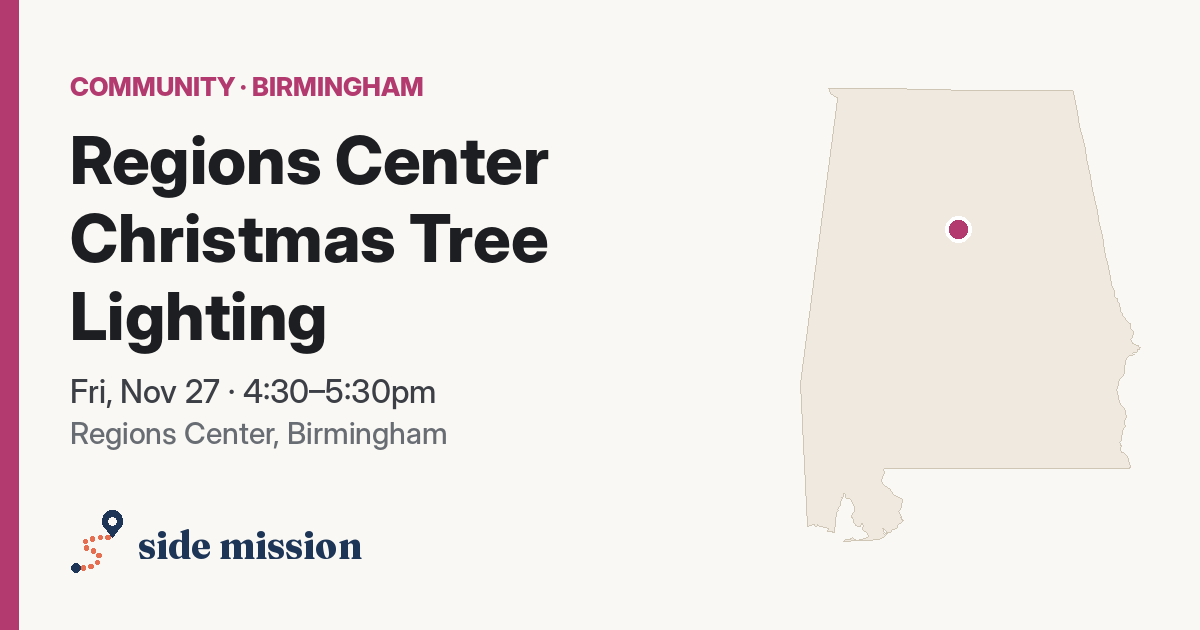 COMMUNITY · BIRMINGHAM
Regions Center
Christmas Tree
Lighting
Fri, Nov 27 · 4:30–5:30pm
Regions Center, Birmingham
side mission